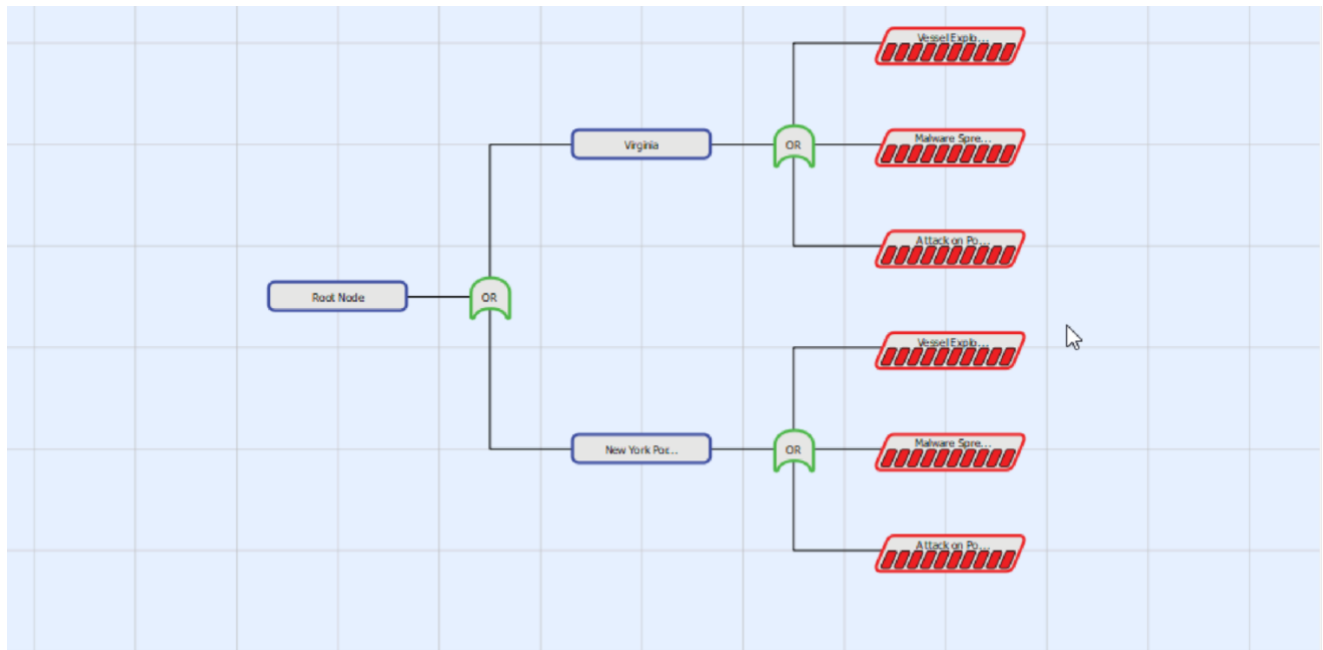 Vessel Explo...
Malware Spre...
Virginia
OR
Attack on Po...
Root Node
OR
Vessel Explo...
Malware Spre...
New York Poc...
OR
Attack on Po...